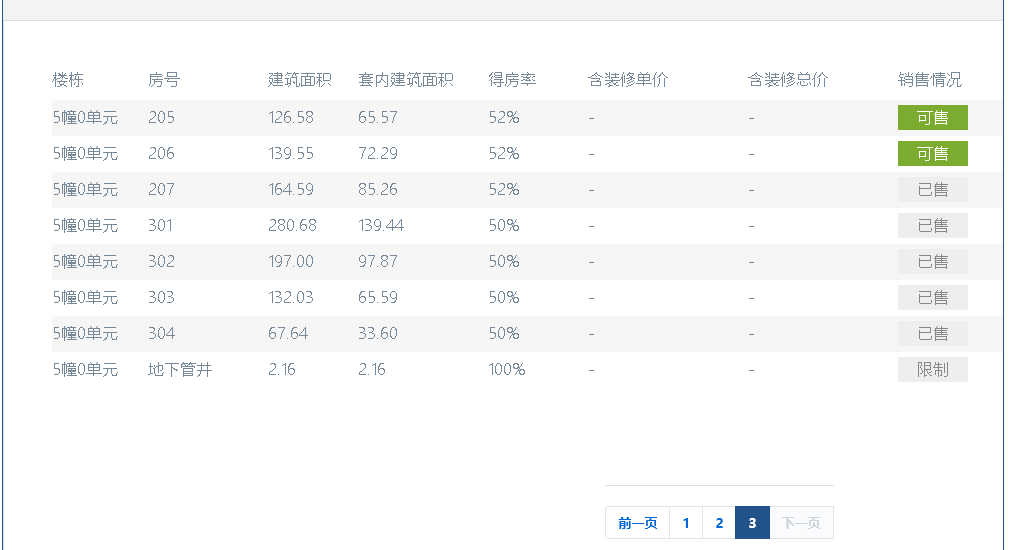 楼栋 房号 建筑面积 套内建筑面积 得房率 含装修单价 含装修总价 销售情况
5幢0单元 205 126.58 65.57 52% - - 可售
5幢0单元 206 139.55 72.29 52% - - 可售
5幢0单元 207 164.59 85.26 52% - - 已售
5幢0单元 301 280.68 139.44 50% - - 已售
5幢0单元 302 197.00 97.87 50% - - 已售
5幢0单元 303 132.03 65.59 50% - - 已售
5幢0单元 304 67.64 33.60 50% - - 已售
5幢0单元 地下管井 2.16 2.16 100% - - 限制
前一页 1 2 3 下一页